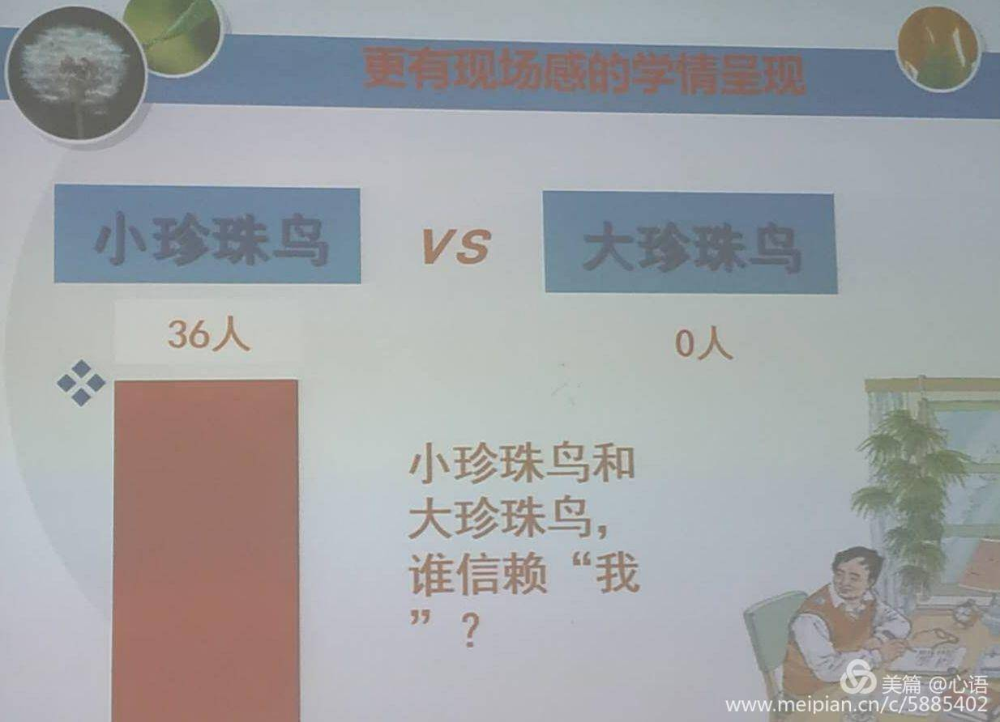 更有现场感的学情呈现
小珍珠鸟
VS
大珍珠鸟
36人
0人
小珍珠鸟和
大珍珠鸟，
谁信赖“我
”？
美篇 @心语
www.meipian.cn/c/5885402